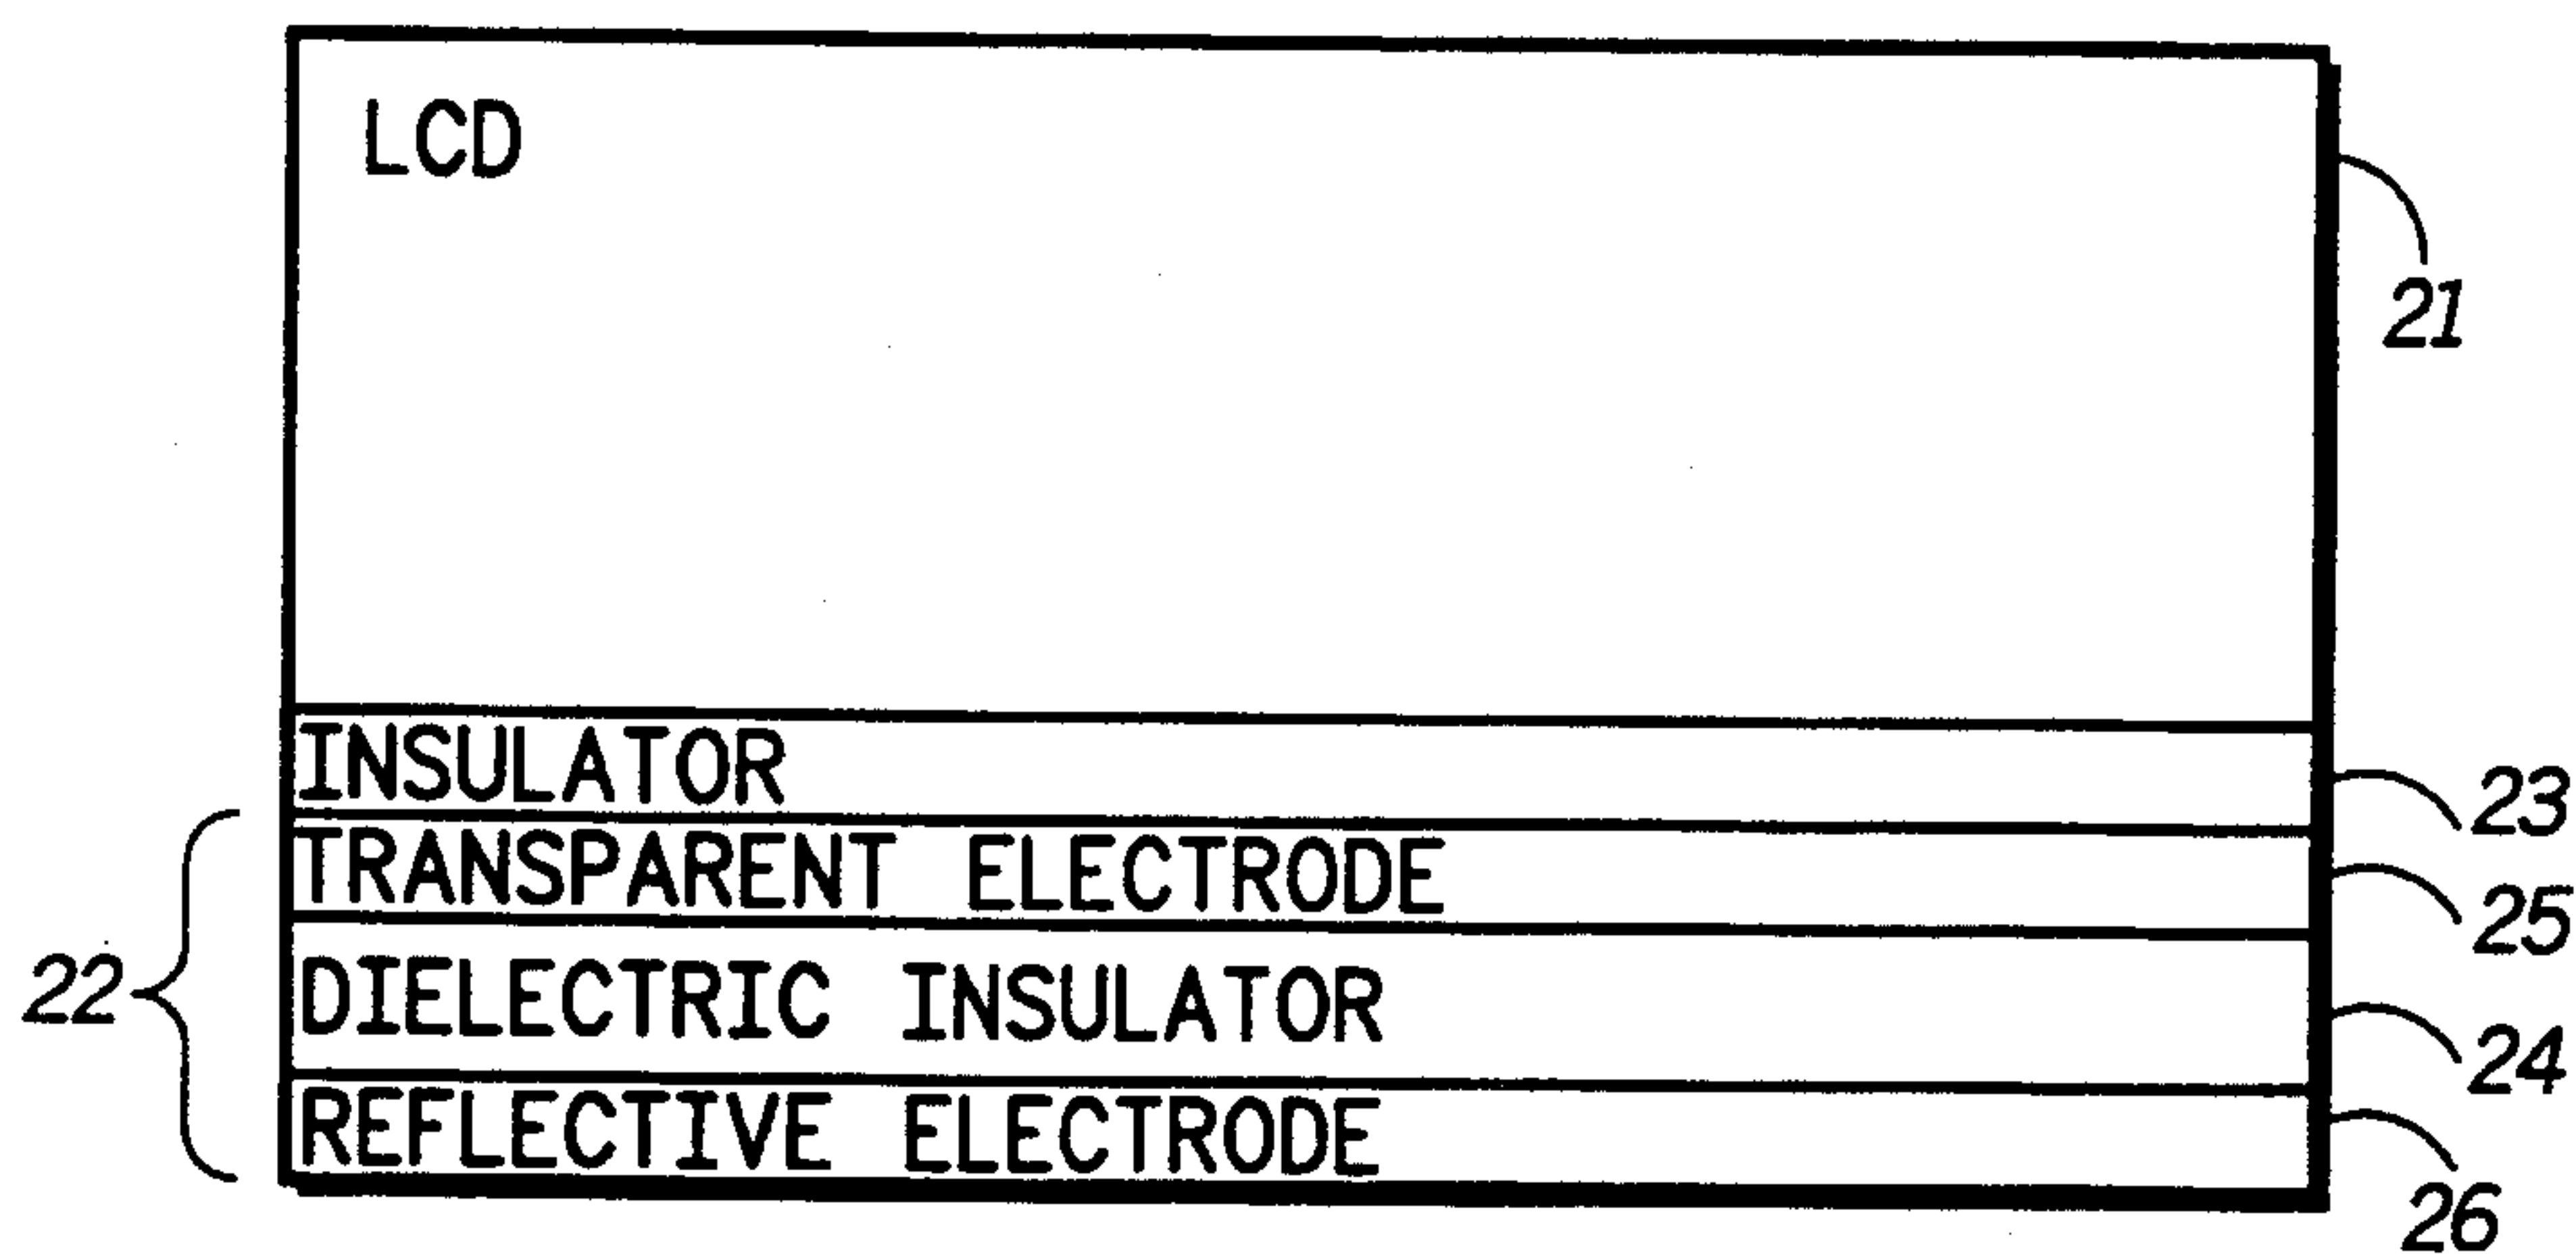 LCD
21
INSULATOR
23
TRANSPARENT ELECTRODE
25
22
DIELECTRIC INSULATOR
24
REFLECTIVE ELECTRODE
26